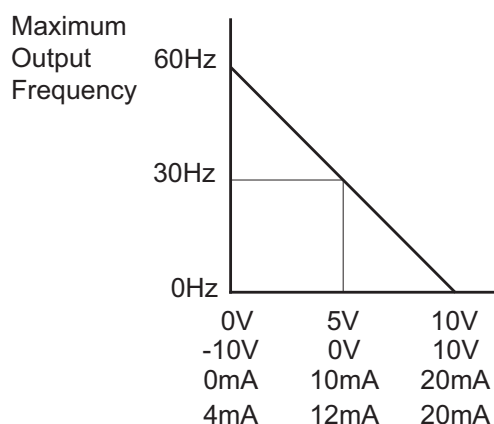 Maximum
Output
Frequency
60Hz
30Hz
0Hz
0V 5V 10V
-10V 0V 10V
0mA 10mA 20mA
4mA 12mA 20mA